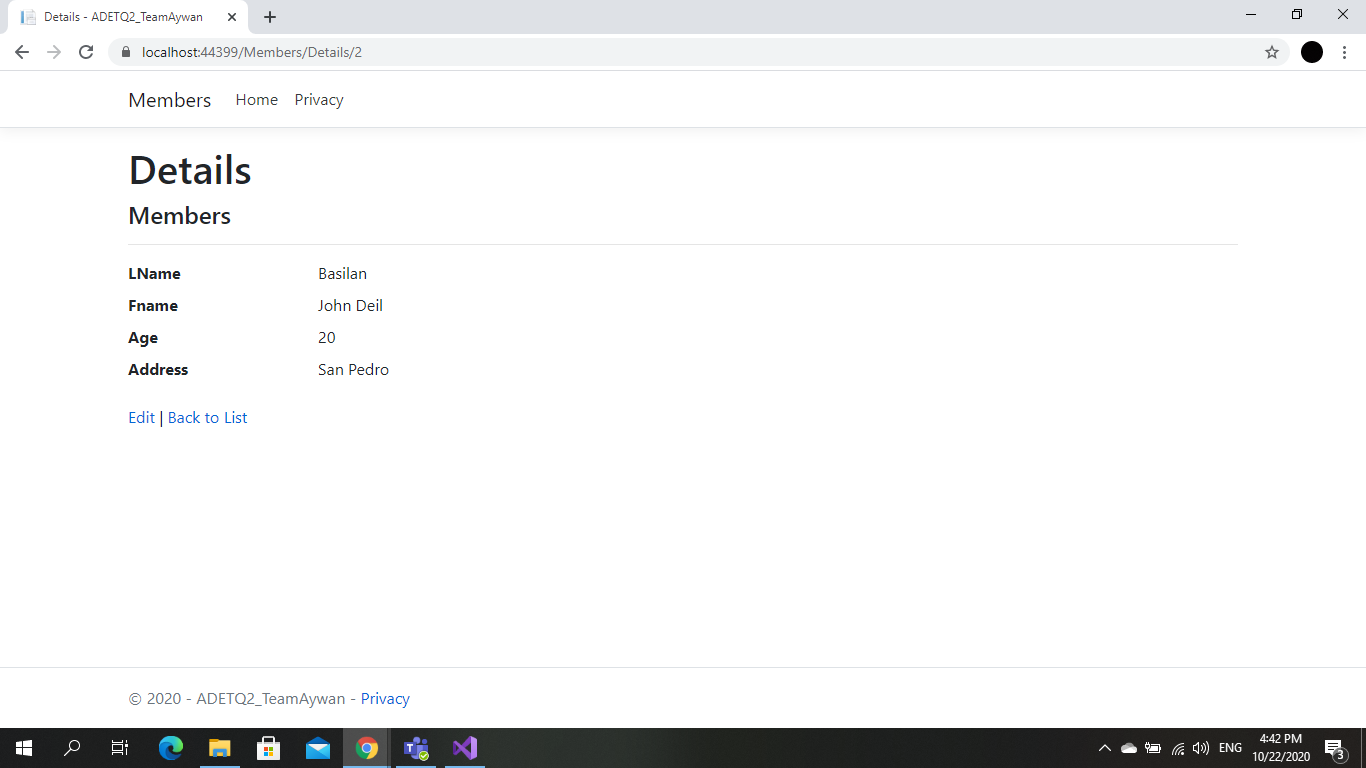 Details - ADETQ2_TeamAywan
localhost:44399/Members/Details/2
Members Home Privacy
Details
Members
LName Basilan
Fname John Deil
Age 20
Address San Pedro
Edit | Back to List
© 2020 - ADETQ2_TeamAywan - Privacy
ENG
4:42 PM
10/22/2020
3